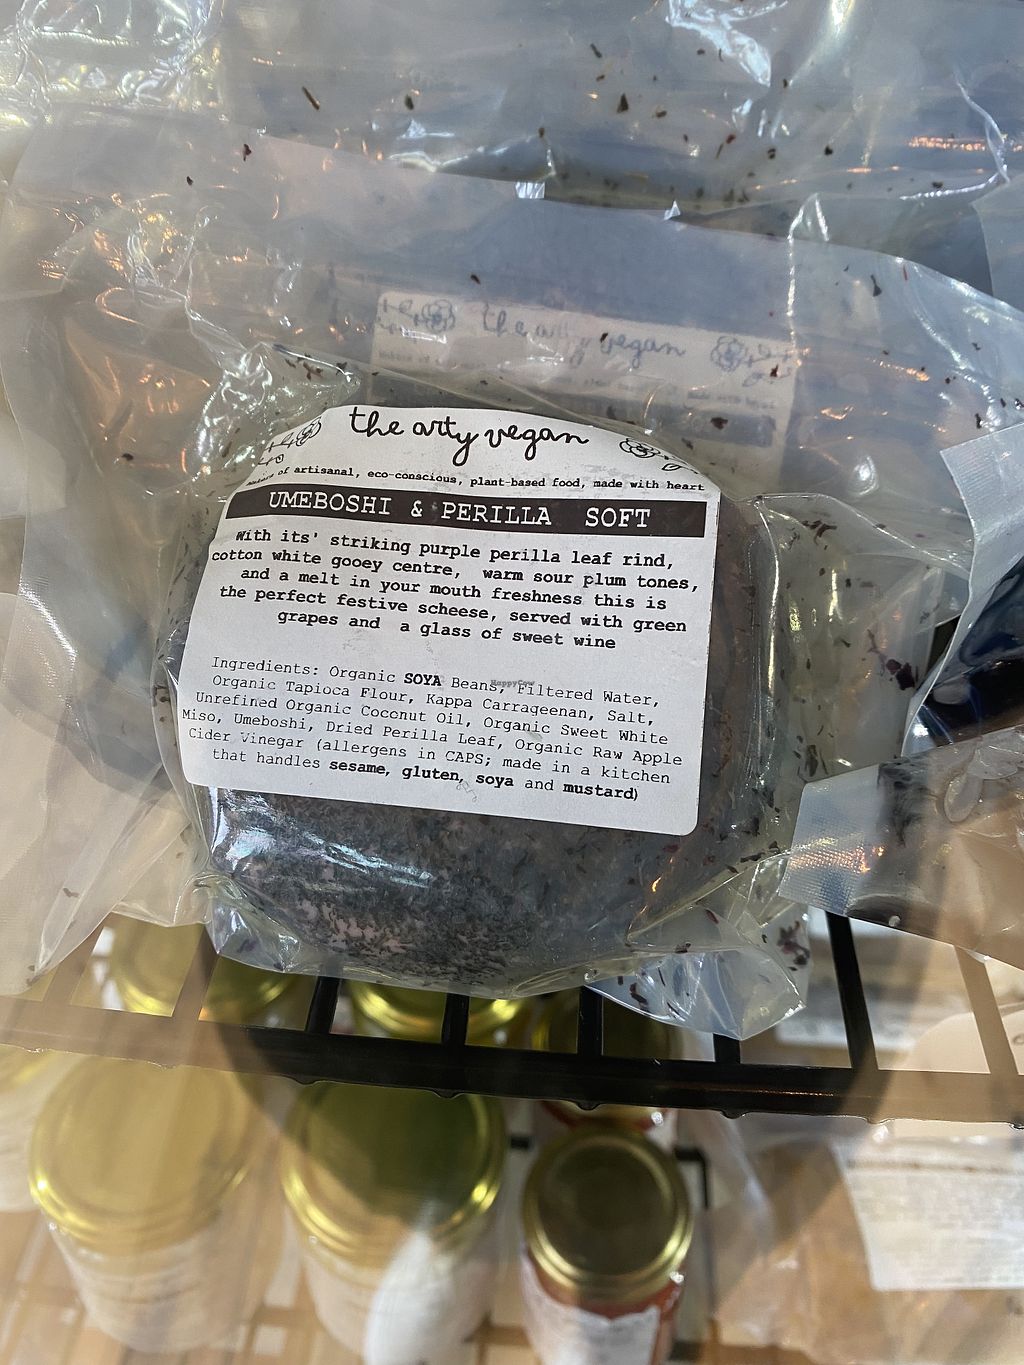 the arty vegan
the arty vegan
Makers of artisanal, eco-conscious, plant-based food, made with heart
UMEBOSHI & PERILLA SOFT
With its' striking purple perilla leaf rind,
cotton white gooey centre, warm sour plum tones,
and a melt in your mouth freshness this is
the perfect festive scheese, served with green
grapes and a glass of sweet wine
Ingredients: Organic SOYA Beans, Filtered Water,
Organic Tapioca Flour, Kappa Carrageenan, Salt,
Unrefined Organic Coconut Oil, Organic Sweet White
Miso, Umeboshi, Dried Perilla Leaf, Organic Raw Apple
Cider Vinegar (allergens in CAPS; made in a kitchen
that handles sesame, gluten, soya and mustard)
HappyCow